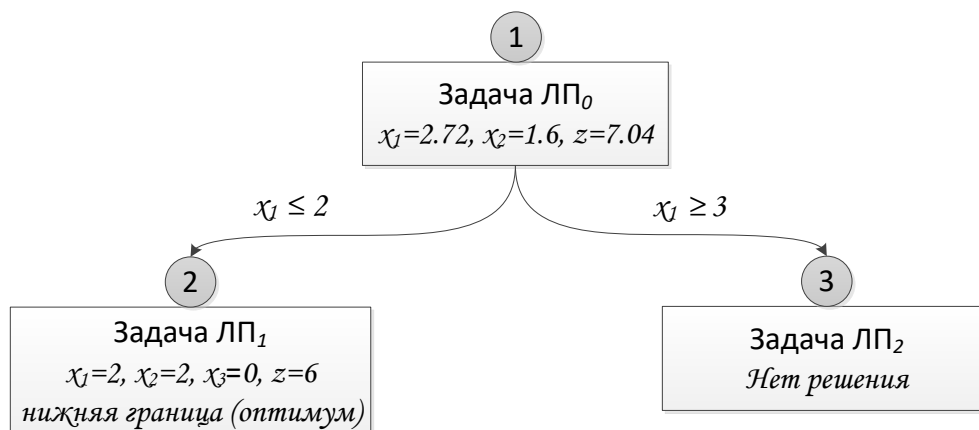 1
Задача ЛП₀
x₁=2.72, x₂=1.6, z=7.04
x₁ ≤ 2
x₁ ≥ 3
2
Задача ЛП₁
x₁=2, x₂=2, x₃=0, z=6
нижняя граница (оптимум)
3
Задача ЛП₂
Нет решения